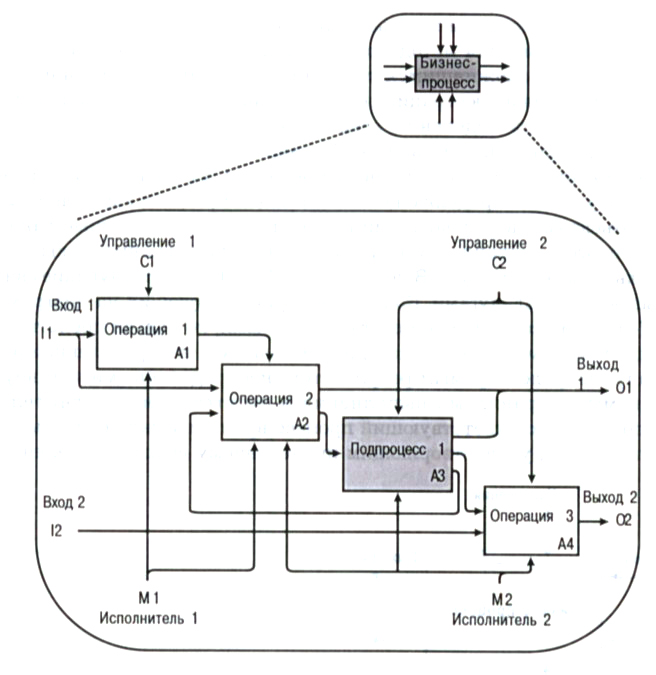 Бизнес-
процесс
Управление 1
C1
Управление 2
C2
Вход 1
I1
Операция 1
A1
Выход
1
O1
Операция 2
A2
Подпроцесс 1
A3
Вход 2
I2
Выход 2
O2
Операция 3
A4
M1
Исполнитель 1
M2
Исполнитель 2